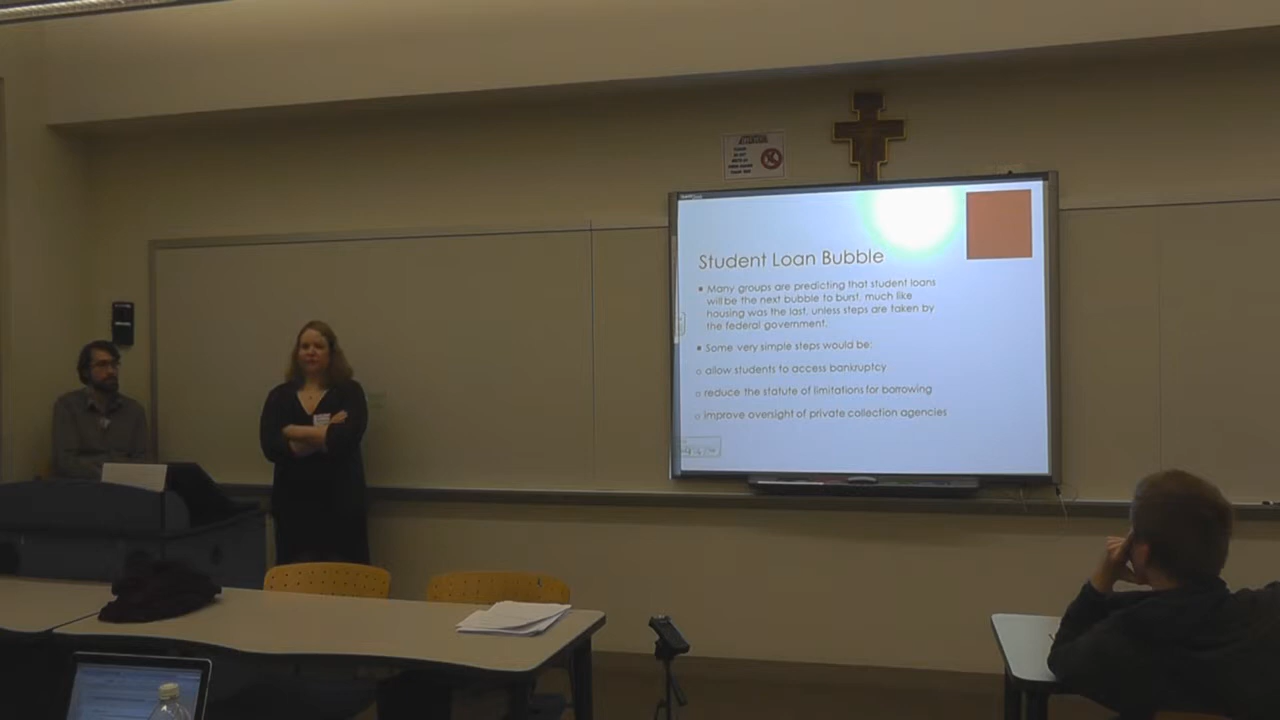 ATTENTION
Student Loan Bubble
Many groups are predicting that student loans
will be the next bubble to burst, much like
housing was the last, unless steps are taken by
the federal government.
Some very simple steps would be:
allow students to access bankruptcy
reduce the statute of limitations for borrowing
improve oversight of private collection agencies